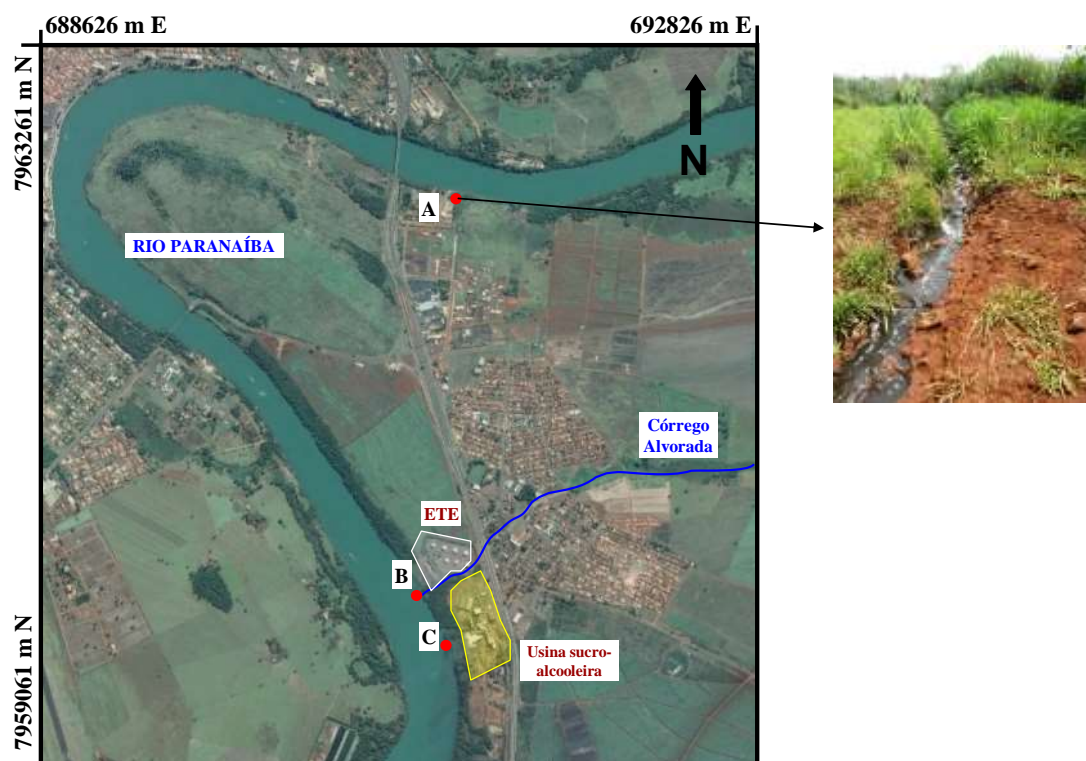 688626 m E
692826 m E
7963261 m N
N
A
RIO PARANAÍBA
Córrego
Alvorada
ETE
B
C
Usina sucro-
alcooleira
7959061 m N